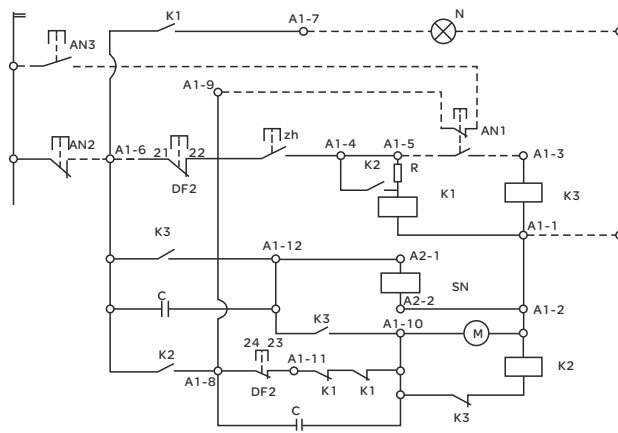 K1
A1-7
N
AN3
A1-9
AN1
AN2
A1-6
21
22
DF2
zh
A1-4
A1-5
A1-3
K2
R
K1
K3
A1-1
K3
A1-12
A2-1
SN
A2-2
A1-2
C
K3
A1-10
M
K2
A1-8
24 23
A1-11
DF2
K1
K1
K2
K3
C